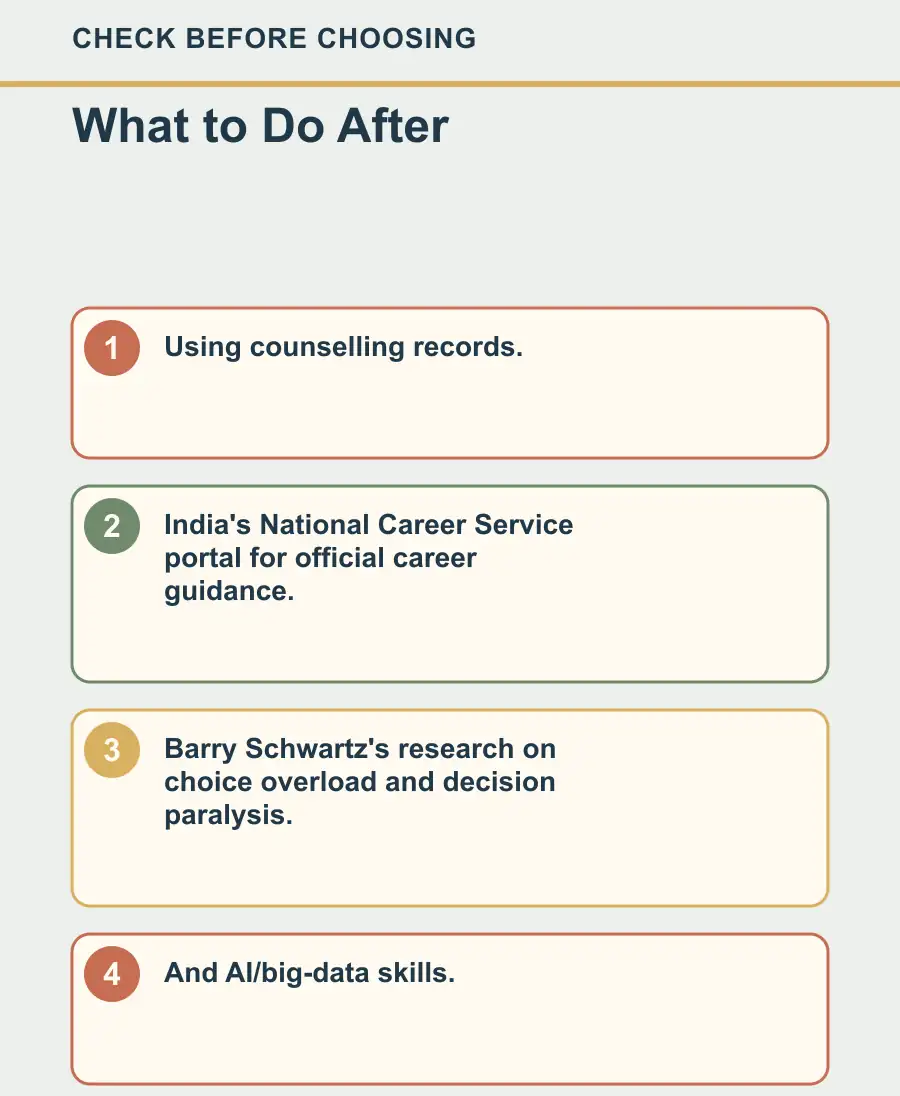 CHECK BEFORE CHOOSING
What to Do After
1
Using counselling records.
2
India's National Career Service
portal for official career
guidance.
3
Barry Schwartz's research on
choice overload and decision
paralysis.
4
And AI/big-data skills.